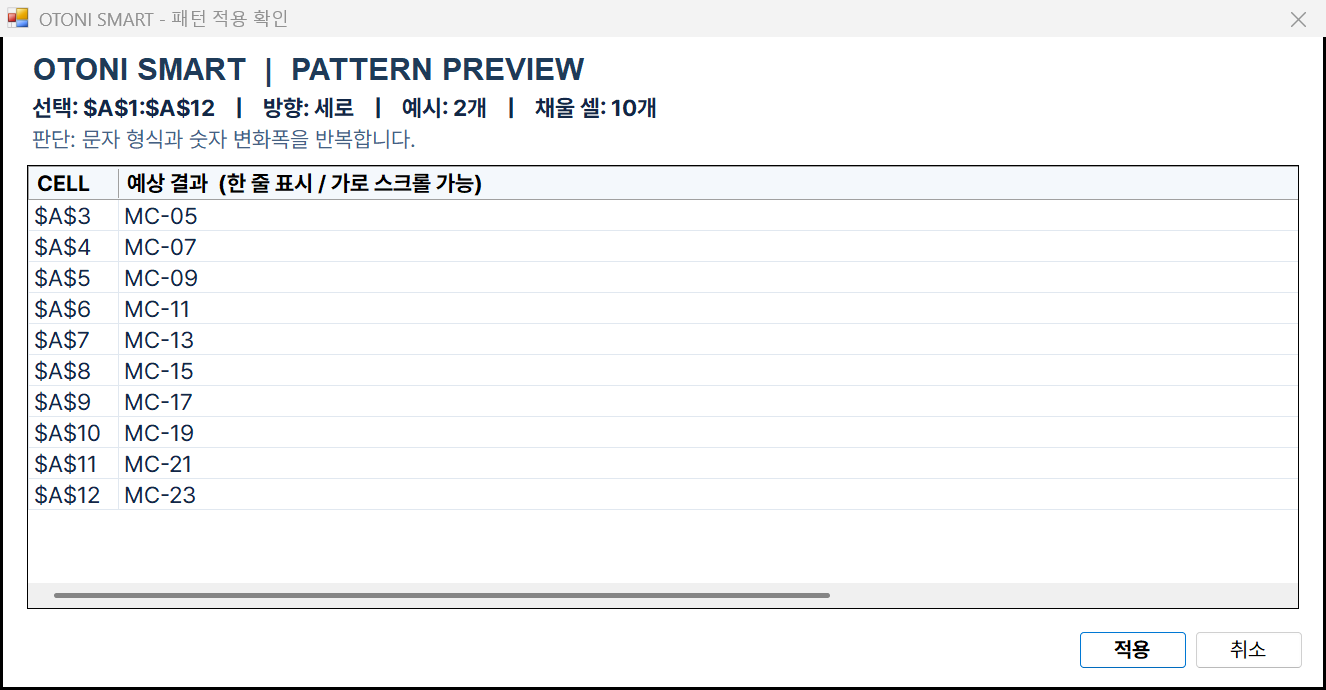 OTONI SMART - 패턴 적용 확인
OTONI SMART | PATTERN PREVIEW
선택: $A$1:$A$12 | 방향: 세로 | 예시: 2개 | 채울 셀: 10개
판단: 문자 형식과 숫자 변화폭을 반복합니다.
CELL 예상 결과 (한 줄 표시 / 가로 스크롤 가능)
$A$3 MC-05
$A$4 MC-07
$A$5 MC-09
$A$6 MC-11
$A$7 MC-13
$A$8 MC-15
$A$9 MC-17
$A$10 MC-19
$A$11 MC-21
$A$12 MC-23
적용 취소